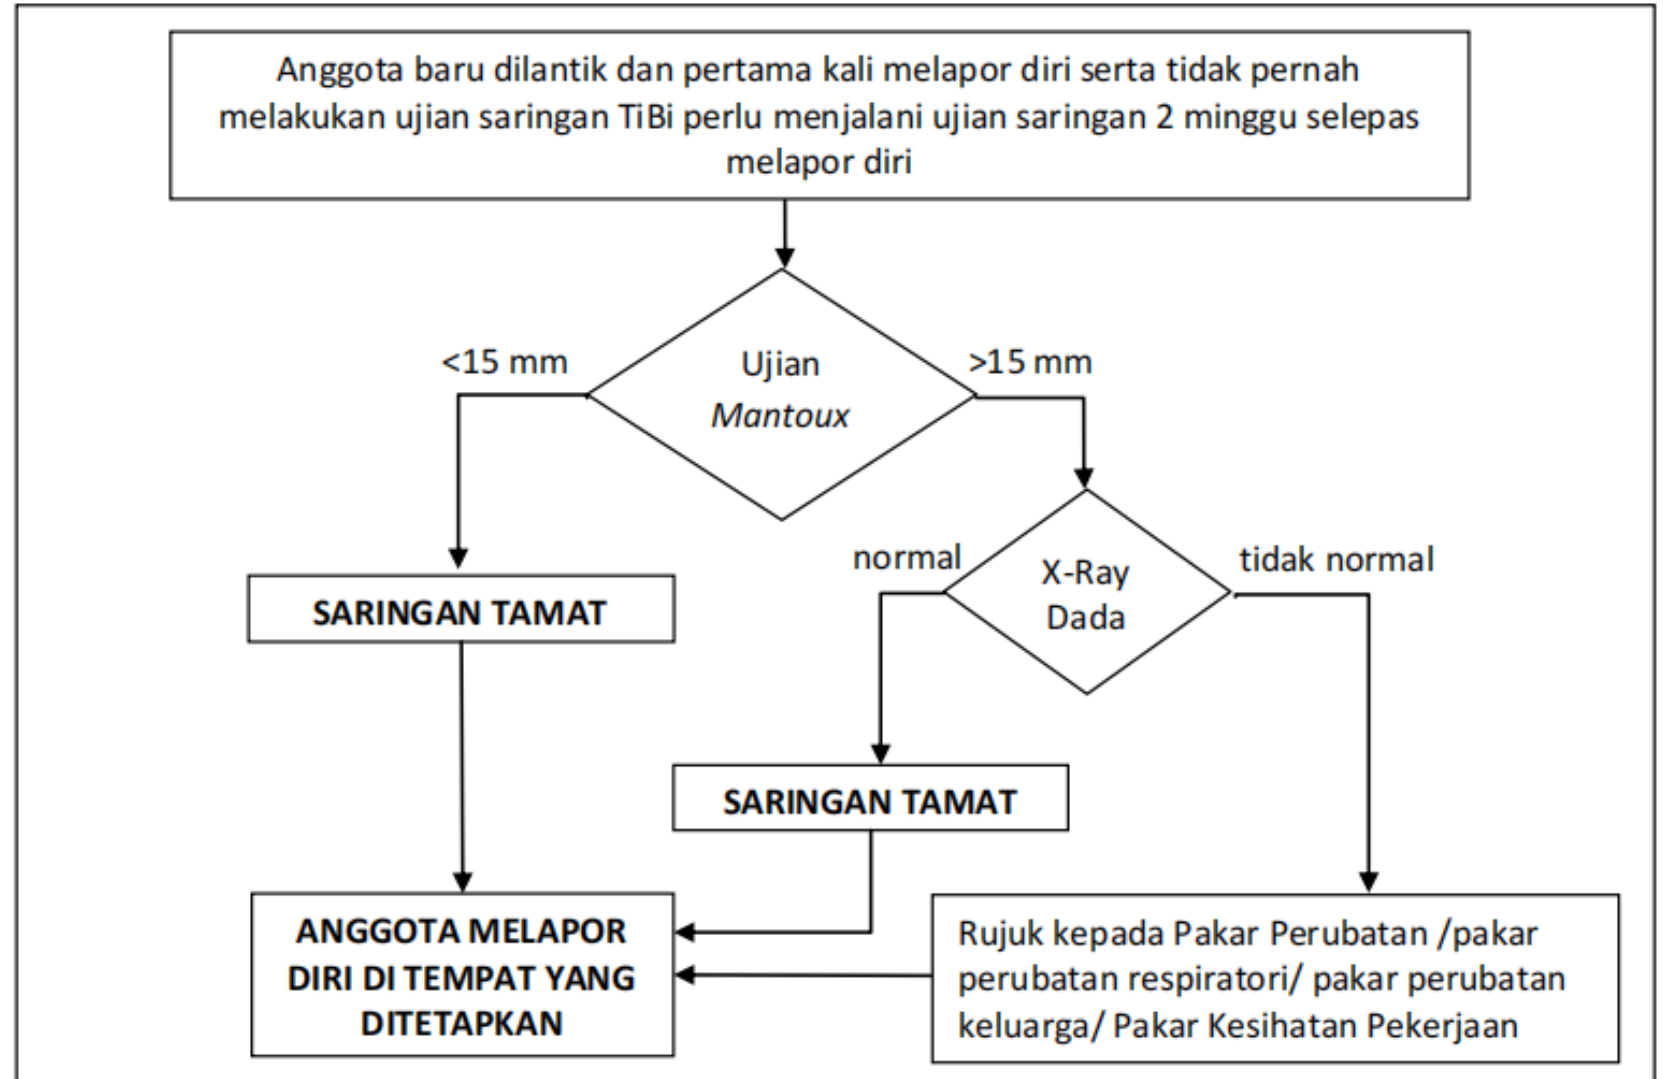 Anggota baru dilantik dan pertama kali melapor diri serta tidak pernah
melakukan ujian saringan TiBi perlu menjalani ujian saringan 2 minggu selepas
melapor diri
<15 mm
Ujian
Mantoux
>15 mm
normal
X-Ray
Dada
tidak normal
SARINGAN TAMAT
SARINGAN TAMAT
ANGGOTA MELAPOR
DIRI DI TEMPAT YANG
DITETAPKAN
Rujuk kepada Pakar Perubatan /pakar
perubatan respiratori/ pakar perubatan
keluarga/ Pakar Kesihatan Pekerjaan